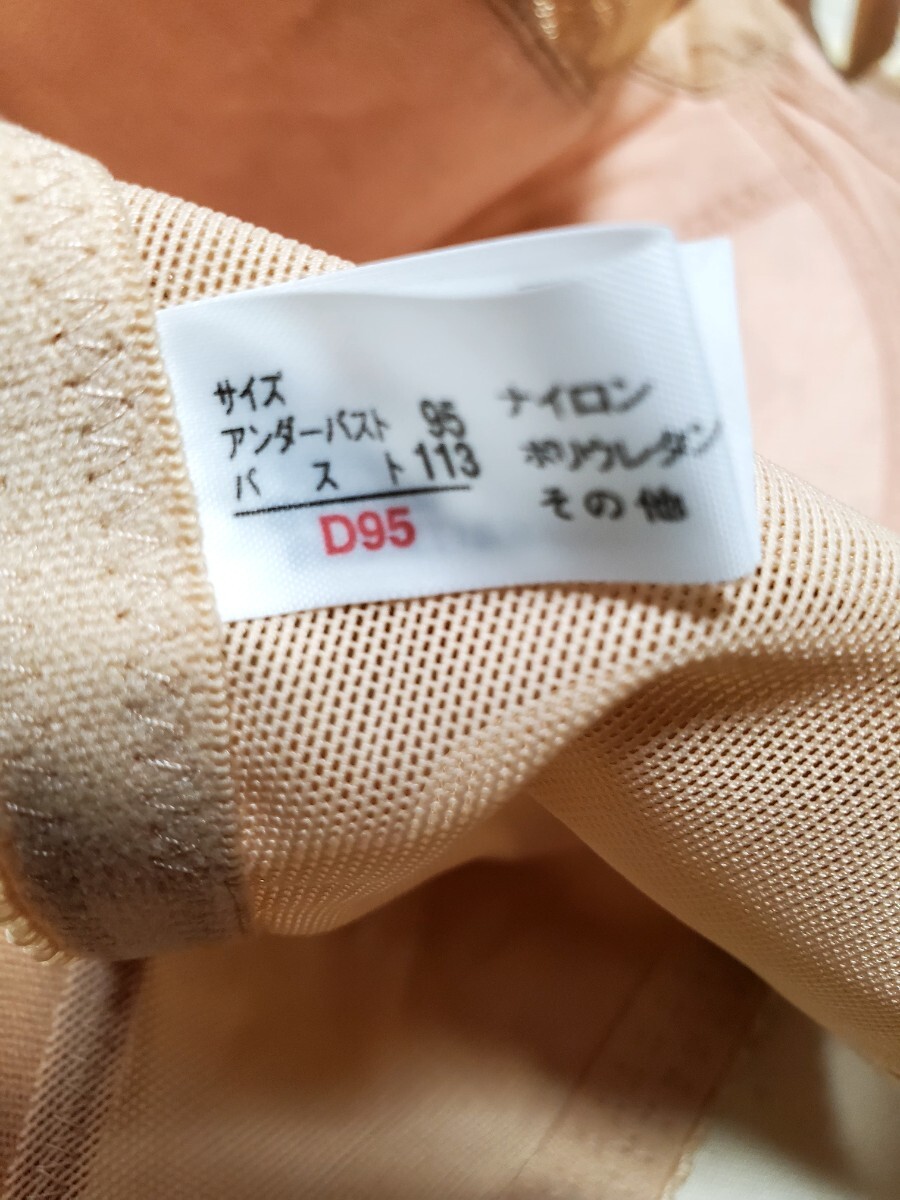 サイズ
アンダーバスト 95
バスト 113
D95
ナイロン
ポリウレタン
その他